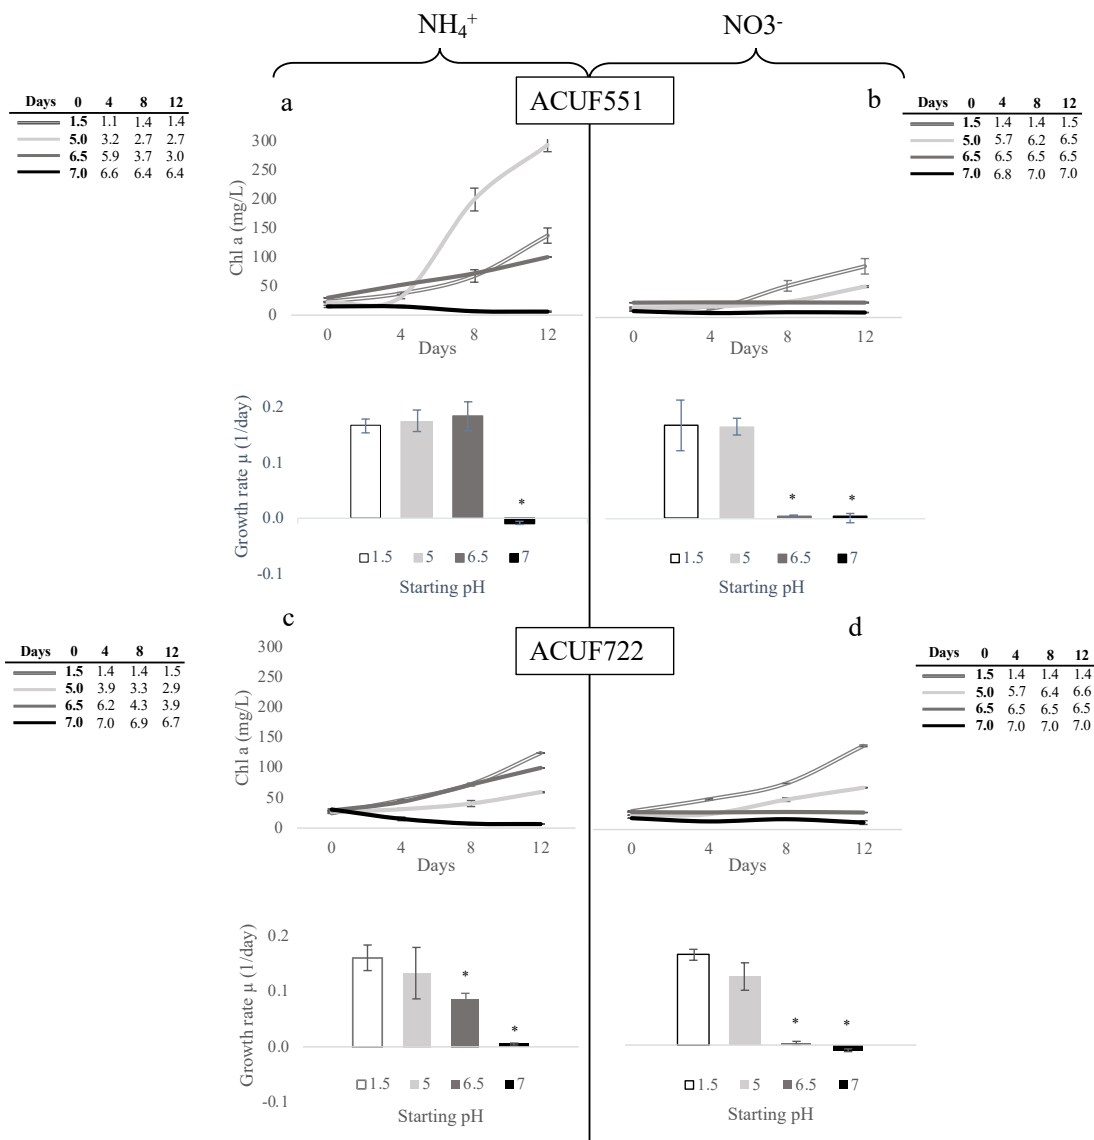 NH₄⁺ NO3⁻
ACUF551
a
Days 0 4 8 12
1.5 1.1 1.4 1.4
5.0 3.2 2.7 2.7
6.5 5.9 3.7 3.0
7.0 6.6 6.4 6.4
Chl a (mg/L)
300
250
200
150
100
50
0
0 4 8 12
Days
b
Days 0 4 8 12
1.5 1.4 1.4 1.5
5.0 5.7 6.2 6.5
6.5 6.5 6.5 6.5
7.0 6.8 7.0 7.0
0 4 8 12
Days
Growth rate µ (1/day)
0.2
0.1
0.0
-0.1
*
1.5 5 6.5 7
Starting pH
* *
1.5 5 6.5 7
Starting pH
ACUF722
c
Days 0 4 8 12
1.5 1.4 1.4 1.5
5.0 3.9 3.3 2.9
6.5 6.2 4.3 3.9
7.0 7.0 6.9 6.7
Chl a (mg/L)
300
250
200
150
100
50
0
0 4 8 12
Days
d
Days 0 4 8 12
1.5 1.4 1.4 1.4
5.0 5.7 6.4 6.6
6.5 6.5 6.5 6.5
7.0 7.0 7.0 7.0
0 4 8 12
Days
Growth rate µ (1/day)
0.2
0.1
0.0
-0.1
* *
1.5 5 6.5 7
Starting pH
* *
1.5 5 6.5 7
Starting pH